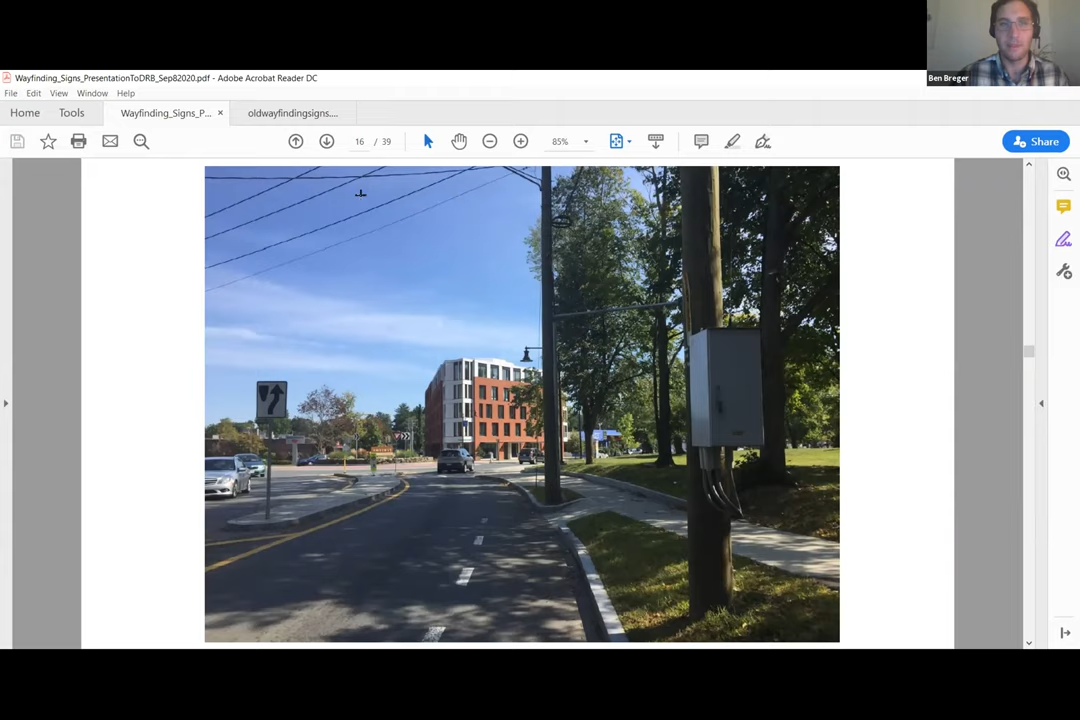 Ben Breger
Wayfinding_Signs_PresentationToDRB_Sep82020.pdf - Adobe Acrobat Reader DC
File Edit View Window Help
Home Tools Wayfinding_Signs_P... × oldwayfindingsigns....
16 / 39 85% Share